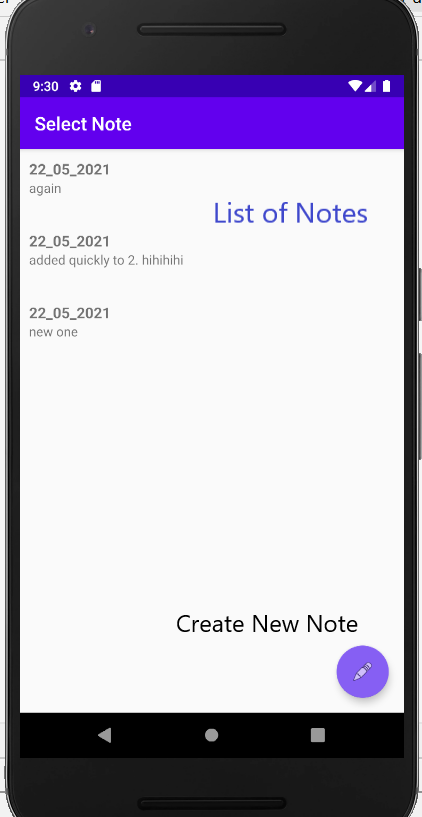 9:30
Select Note
22_05_2021
again
List of Notes
22_05_2021
added quickly to 2. hihihihi
22_05_2021
new one
Create New Note